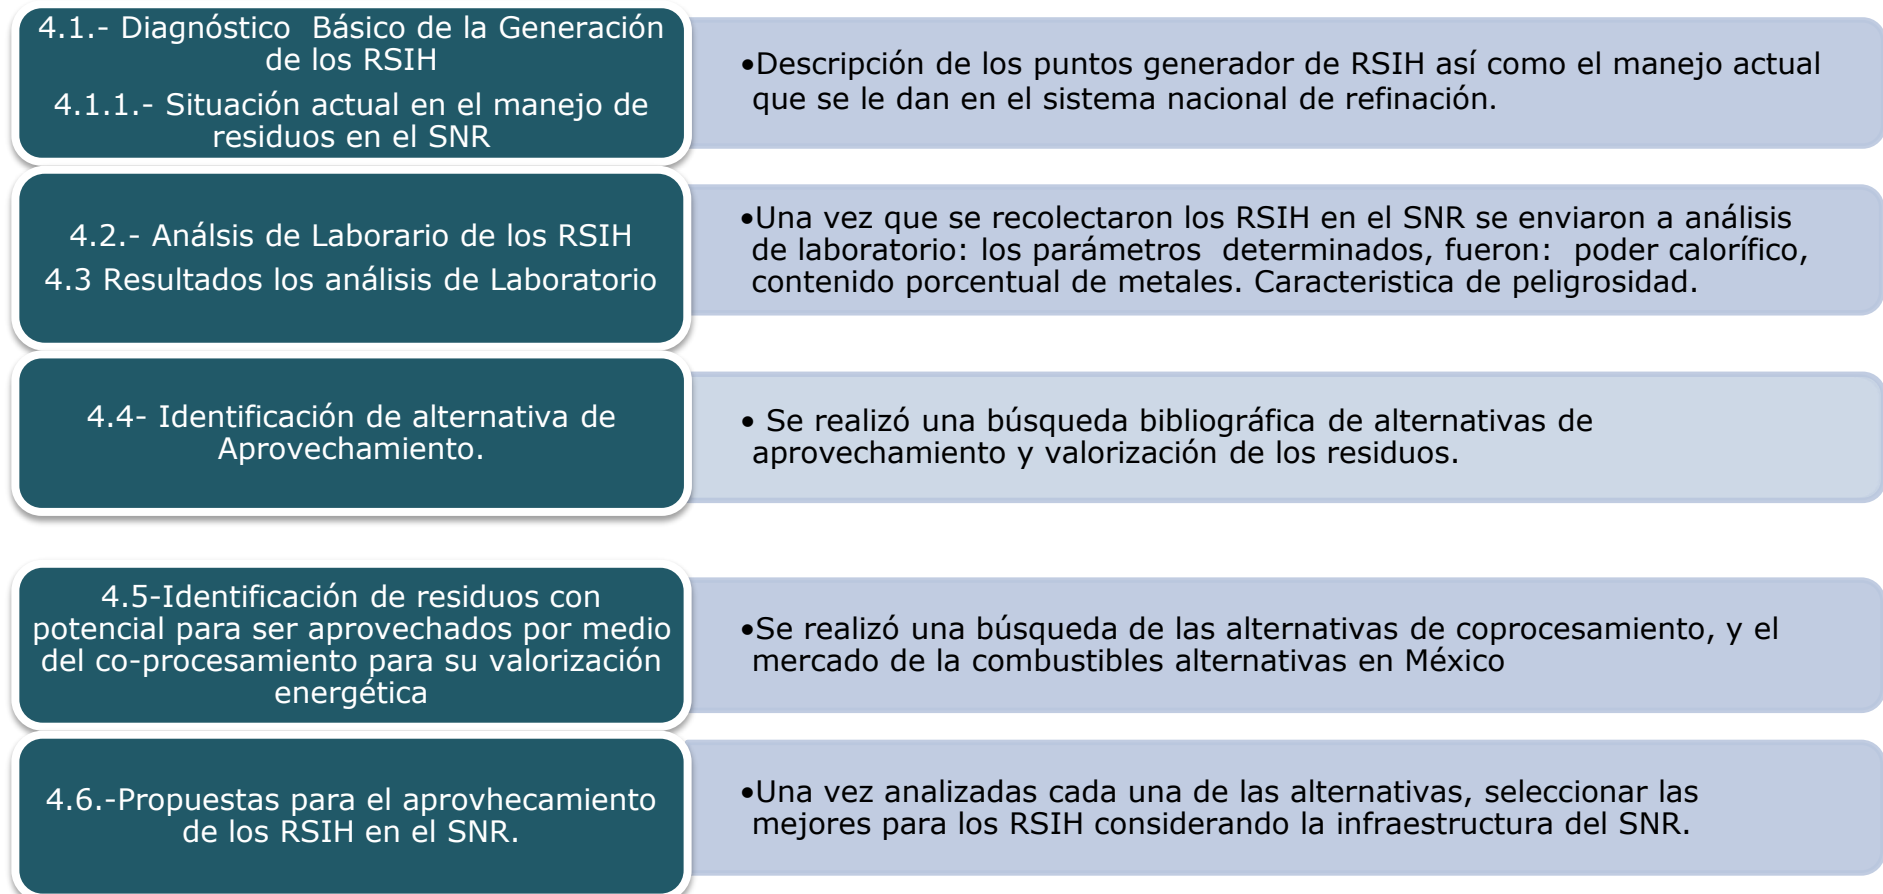 4.1.- Diagnóstico  Básico de la Generación
de los RSIH
4.1.1.- Situación actual en el manejo de
residuos en el SNR
•Descripción de los puntos generador de RSIH así como el manejo actual
que se le dan en el sistema nacional de refinación.
4.2.- Análsis de Laborario de los RSIH
4.3 Resultados los análisis de Laboratorio
•Una vez que se recolectaron los RSIH en el SNR se enviaron a análisis
de laboratorio: los parámetros  determinados, fueron:  poder calorífico,
contenido porcentual de metales. Caracteristica de peligrosidad.
4.4- Identificación de alternativa de
Aprovechamiento.
• Se realizó una búsqueda bibliográfica de alternativas de
aprovechamiento y valorización de los residuos.
4.5-Identificación de residuos con
potencial para ser aprovechados por medio
del co-procesamiento para su valorización
energética
•Se realizó una búsqueda de las alternativas de coprocesamiento, y el
mercado de la combustibles alternativas en México
4.6.-Propuestas para el aprovhecamiento
de los RSIH en el SNR.
•Una vez analizadas cada una de las alternativas, seleccionar las
mejores para los RSIH considerando la infraestructura del SNR.